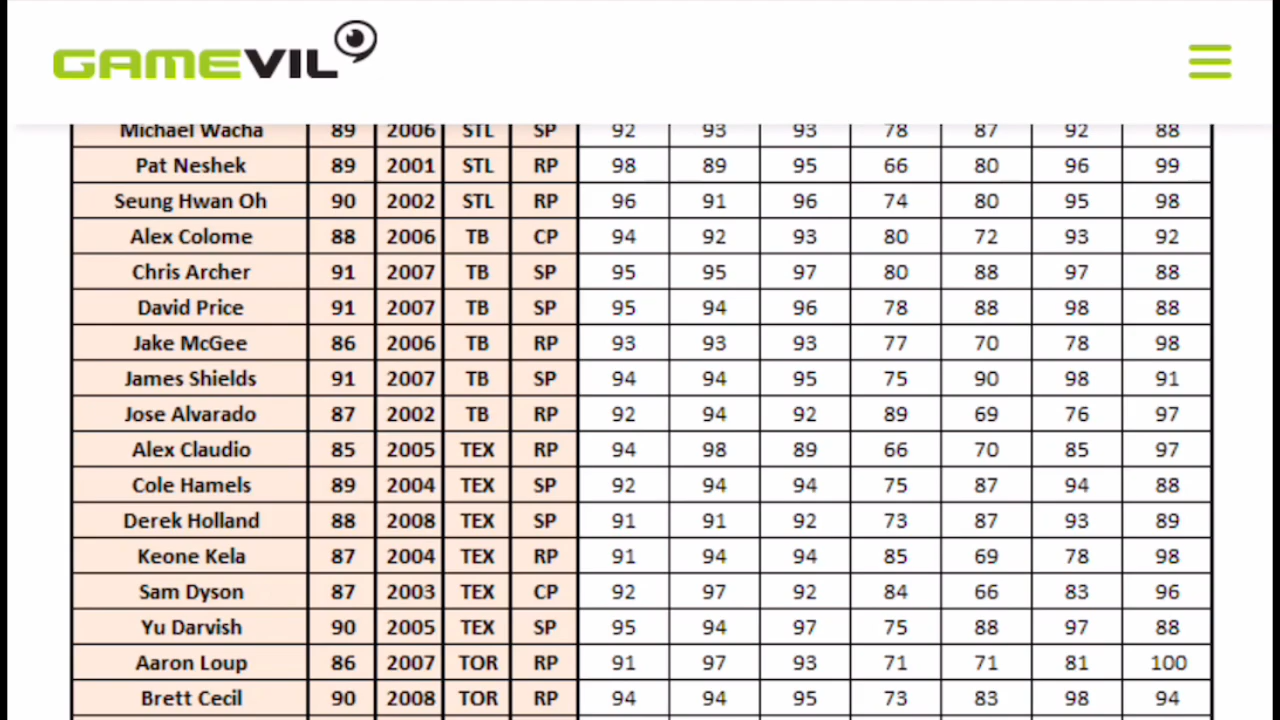 GAMEVIL
Michael Wacha 89 2006 STL SP 92 93 93 78 87 92 88
Pat Neshek 89 2001 STL RP 98 89 95 66 80 96 99
Seung Hwan Oh 90 2002 STL RP 96 91 96 74 80 95 98
Alex Colome 88 2006 TB CP 94 92 93 80 72 93 92
Chris Archer 91 2007 TB SP 95 95 97 80 88 97 88
David Price 91 2007 TB SP 95 94 96 78 88 98 88
Jake McGee 86 2006 TB RP 93 93 93 77 70 78 98
James Shields 91 2007 TB SP 94 94 95 75 90 98 91
Jose Alvarado 87 2002 TB RP 92 94 92 89 69 76 97
Alex Claudio 85 2005 TEX RP 94 98 89 66 70 85 97
Cole Hamels 89 2004 TEX SP 92 94 94 75 87 94 88
Derek Holland 88 2008 TEX SP 91 91 92 73 87 93 89
Keone Kela 87 2004 TEX RP 91 94 94 85 69 78 98
Sam Dyson 87 2003 TEX CP 92 97 92 84 66 83 96
Yu Darvish 90 2005 TEX SP 95 94 97 75 88 97 88
Aaron Loup 86 2007 TOR RP 91 97 93 71 71 81 100
Brett Cecil 90 2008 TOR RP 94 94 95 73 83 98 94